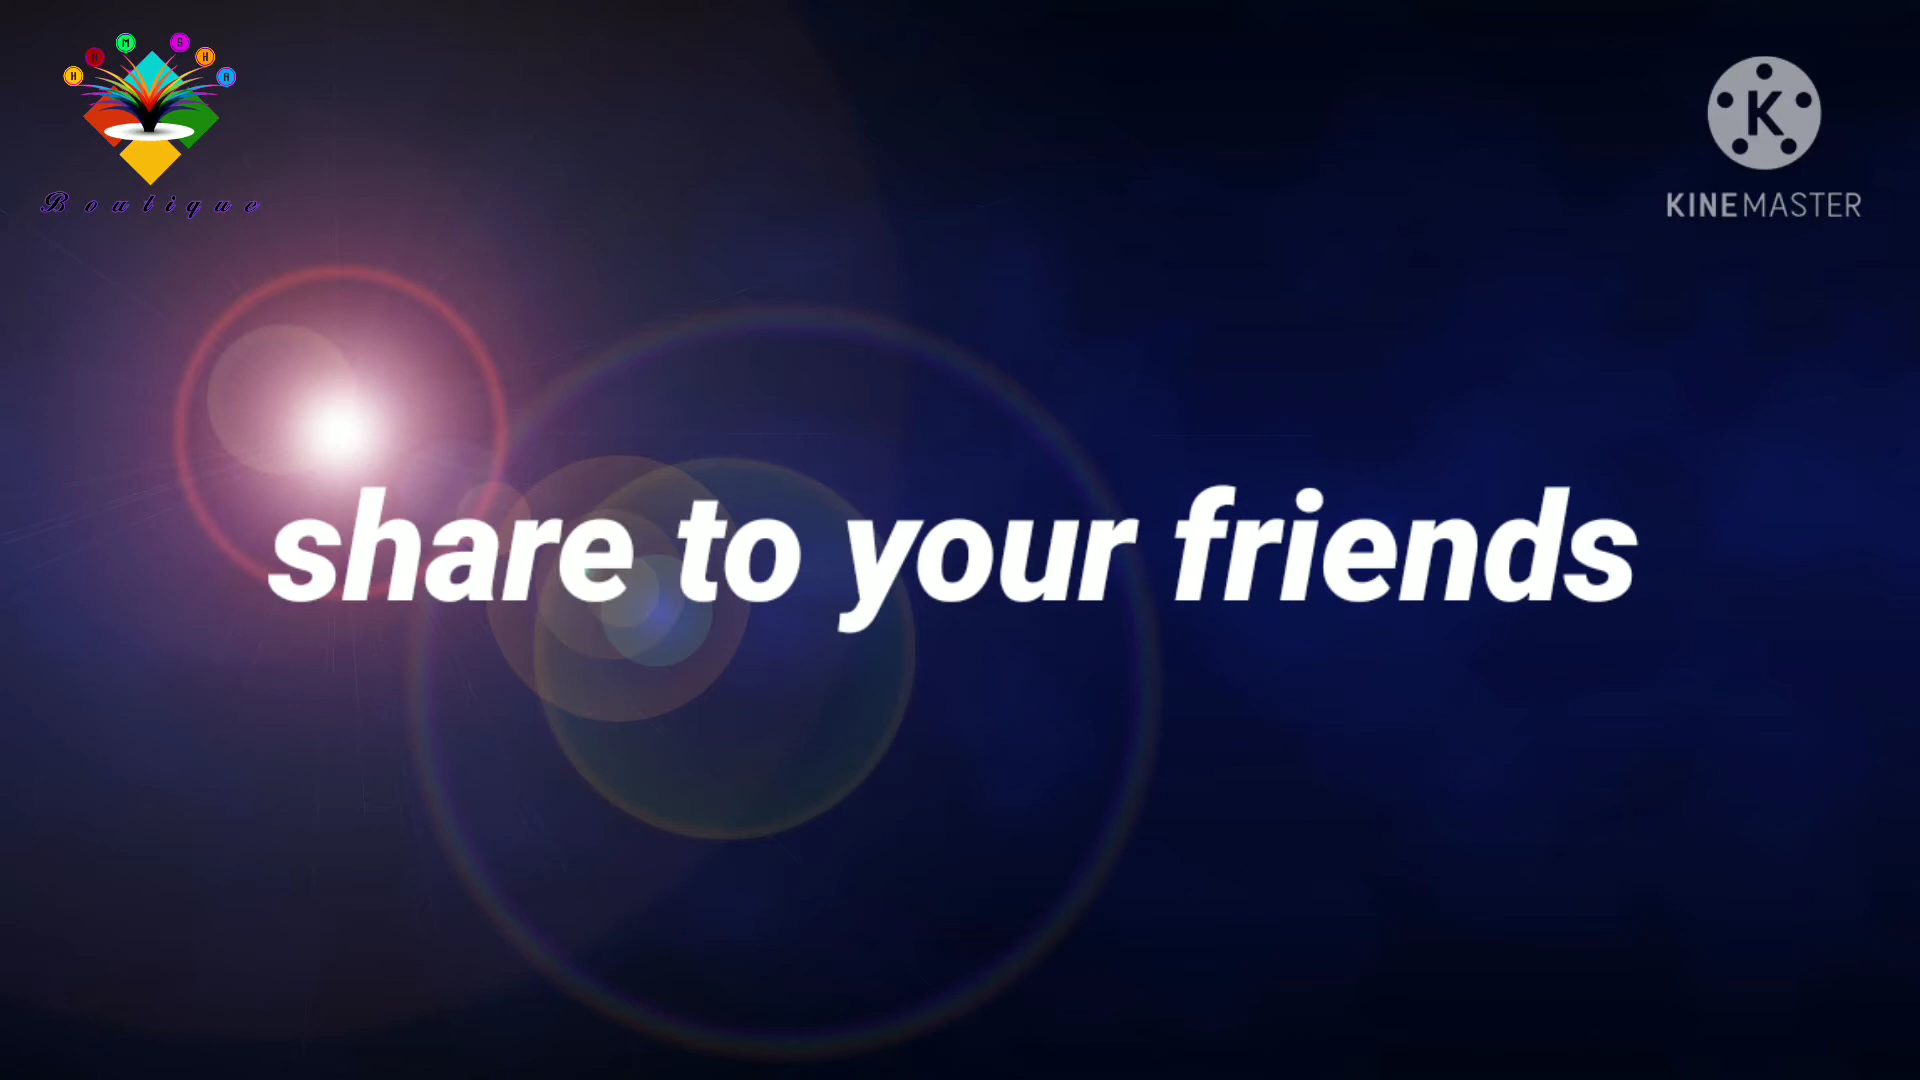 H A M S H A
Boutique
K
KINEMASTER
share to your friends